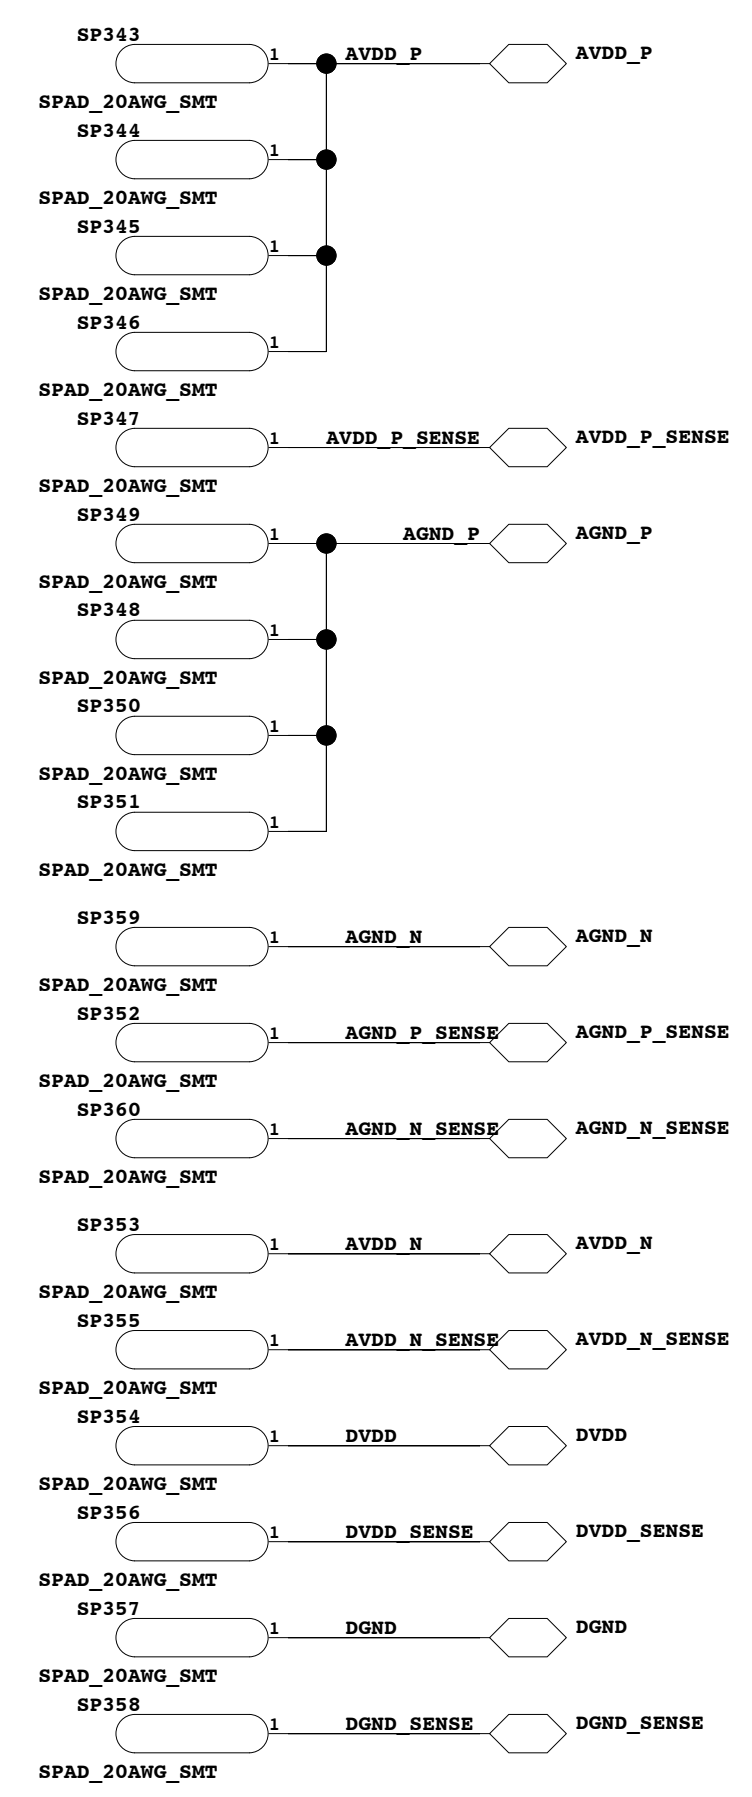 SP343
1 AVDD_P AVDD_P
SPAD_20AWG_SMT
SP344
1
SPAD_20AWG_SMT
SP345
1
SPAD_20AWG_SMT
SP346
1
SPAD_20AWG_SMT
SP347
1 AVDD_P_SENSE AVDD_P_SENSE
SPAD_20AWG_SMT
SP349
1 AGND_P AGND_P
SPAD_20AWG_SMT
SP348
1
SPAD_20AWG_SMT
SP350
1
SPAD_20AWG_SMT
SP351
1
SPAD_20AWG_SMT
SP359
1 AGND_N AGND_N
SPAD_20AWG_SMT
SP352
1 AGND_P_SENSE AGND_P_SENSE
SPAD_20AWG_SMT
SP360
1 AGND_N_SENSE AGND_N_SENSE
SPAD_20AWG_SMT
SP353
1 AVDD_N AVDD_N
SPAD_20AWG_SMT
SP355
1 AVDD_N_SENSE AVDD_N_SENSE
SPAD_20AWG_SMT
SP354
1 DVDD DVDD
SPAD_20AWG_SMT
SP356
1 DVDD_SENSE DVDD_SENSE
SPAD_20AWG_SMT
SP357
1 DGND DGND
SPAD_20AWG_SMT
SP358
1 DGND_SENSE DGND_SENSE
SPAD_20AWG_SMT